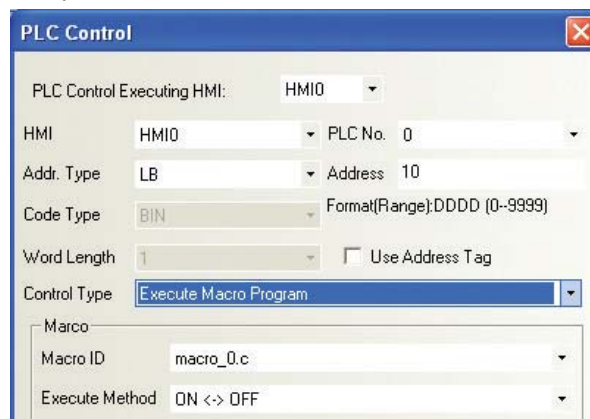 PLC Control
PLC Control Executing HMI: HMI0
HMI HMI0 PLC No. 0
Addr. Type LB Address 10
Code Type BIN Format(Range):DDDD (0--9999)
Word Length 1 Use Address Tag
Control Type Execute Macro Program
Marco
Macro ID macro_0.c
Execute Method ON <-> OFF